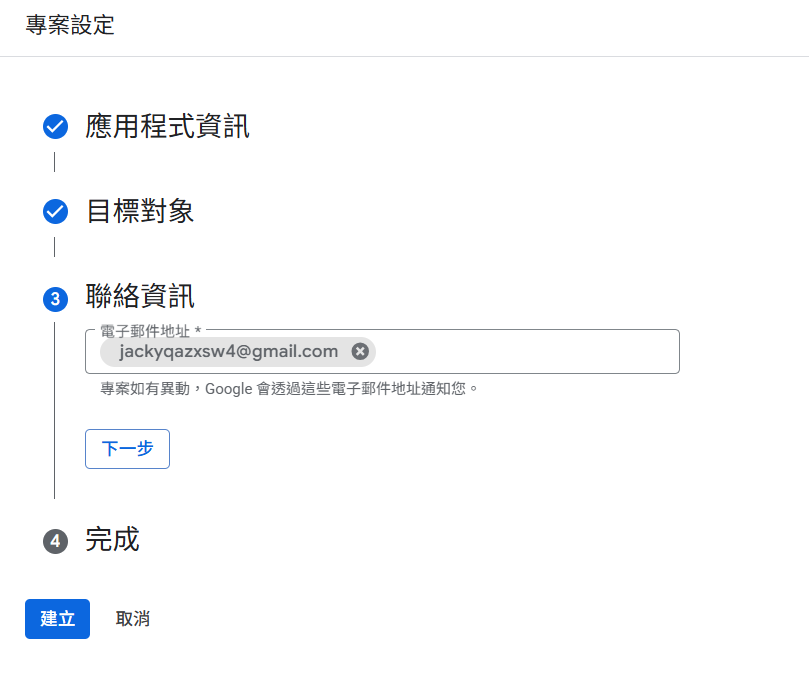 專案設定
應用程式資訊
目標對象
3 聯絡資訊
電子郵件地址 *
jackyqazxsw4@gmail.com
專案如有異動，Google 會透過這些電子郵件地址通知您。
下一步
4 完成
建立 取消